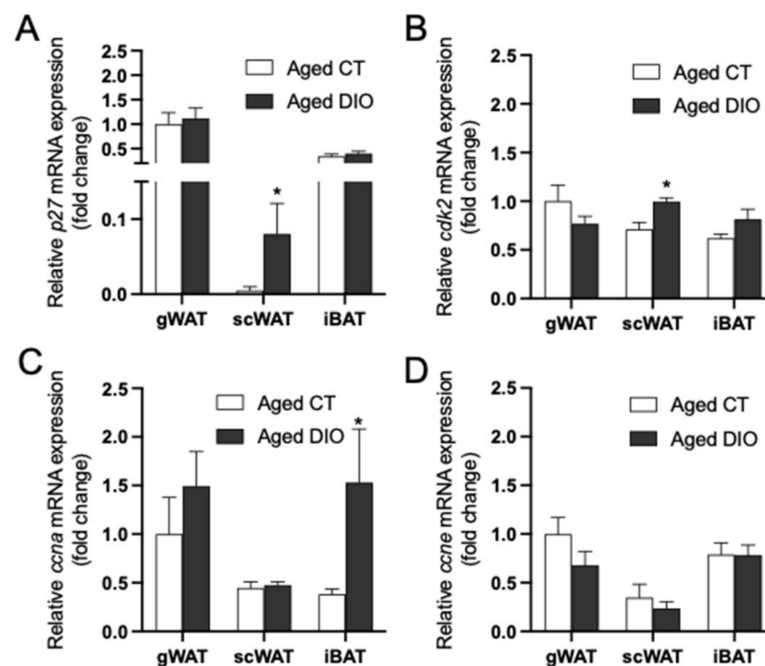 A
Relative p27 mRNA expression
(fold change)
2.5
2.0
1.5
1.0
0.5
0.1
0.0
Aged CT
Aged DIO
*
gWAT scWAT iBAT
B
Relative cdk2 mRNA expression
(fold change)
2.5
2.0
1.5
1.0
0.5
0.0
Aged CT
Aged DIO
*
gWAT scWAT iBAT
C
Relative ccna mRNA expression
(fold change)
2.5
2.0
1.5
1.0
0.5
0.0
Aged CT
Aged DIO
*
gWAT scWAT iBAT
D
Relative ccne mRNA expression
(fold change)
2.5
2.0
1.5
1.0
0.5
0.0
Aged CT
Aged DIO
gWAT scWAT iBAT